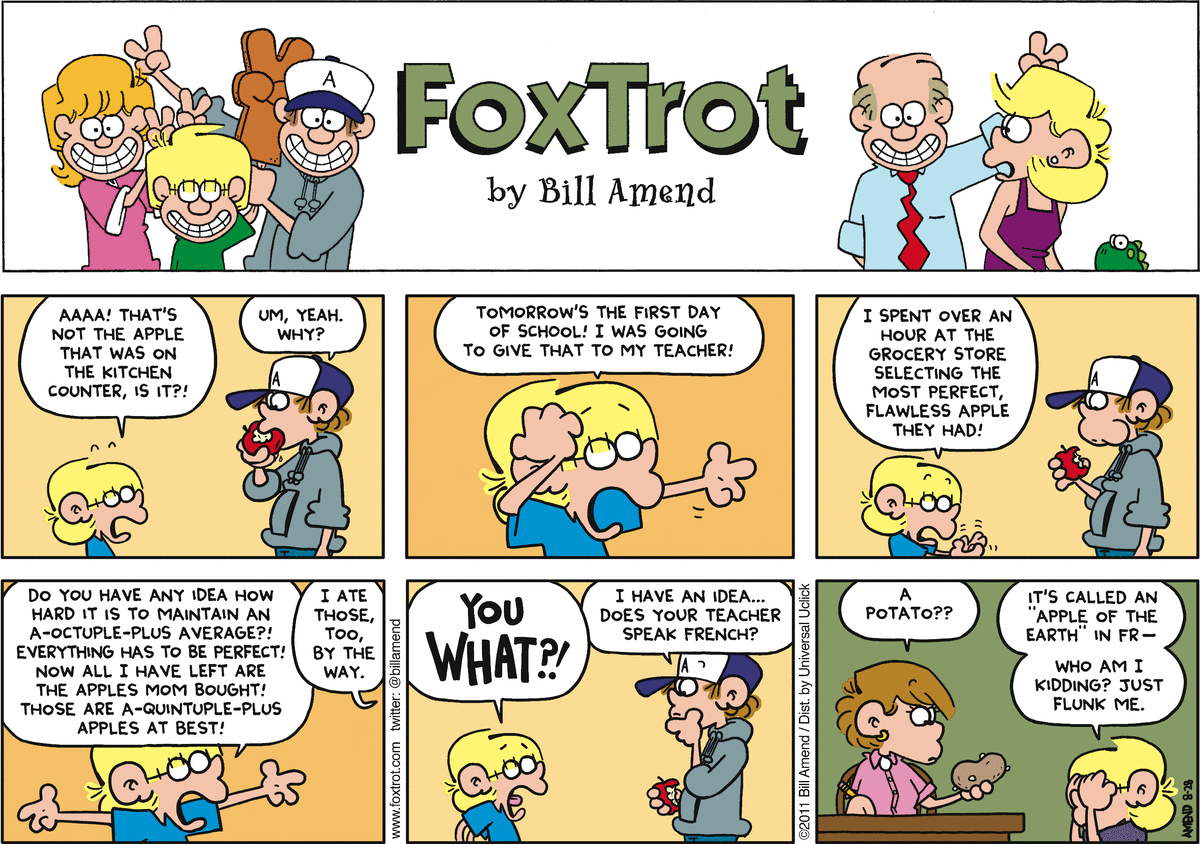 A
FOXTROT
by Bill Amend
AAAA! THAT'S
NOT THE APPLE
THAT WAS ON
THE KITCHEN
COUNTER, IS IT?!
UM, YEAH.
WHY?
A
TOMORROW'S THE FIRST DAY
OF SCHOOL! I WAS GOING
TO GIVE THAT TO MY TEACHER!
I SPENT OVER AN
HOUR AT THE
GROCERY STORE
SELECTING THE
MOST PERFECT,
FLAWLESS APPLE
THEY HAD!
A
DO YOU HAVE ANY IDEA HOW
HARD IT IS TO MAINTAIN AN
A-OCTUPLE-PLUS AVERAGE?!
EVERYTHING HAS TO BE PERFECT!
NOW ALL I HAVE LEFT ARE
THE APPLES MOM BOUGHT!
THOSE ARE A-QUINTUPLE-PLUS
APPLES AT BEST!
I ATE
THOSE,
TOO,
BY THE
WAY.
www.foxtrot.com twitter: @billamend
YOU
WHAT?!
I HAVE AN IDEA...
DOES YOUR TEACHER
SPEAK FRENCH?
A
©2011 Bill Amend / Dist. by Universal Uclick
A
POTATO??
IT'S CALLED AN
"APPLE OF THE
EARTH" IN FR—
WHO AM I
KIDDING? JUST
FLUNK ME.
AMEND 8-28